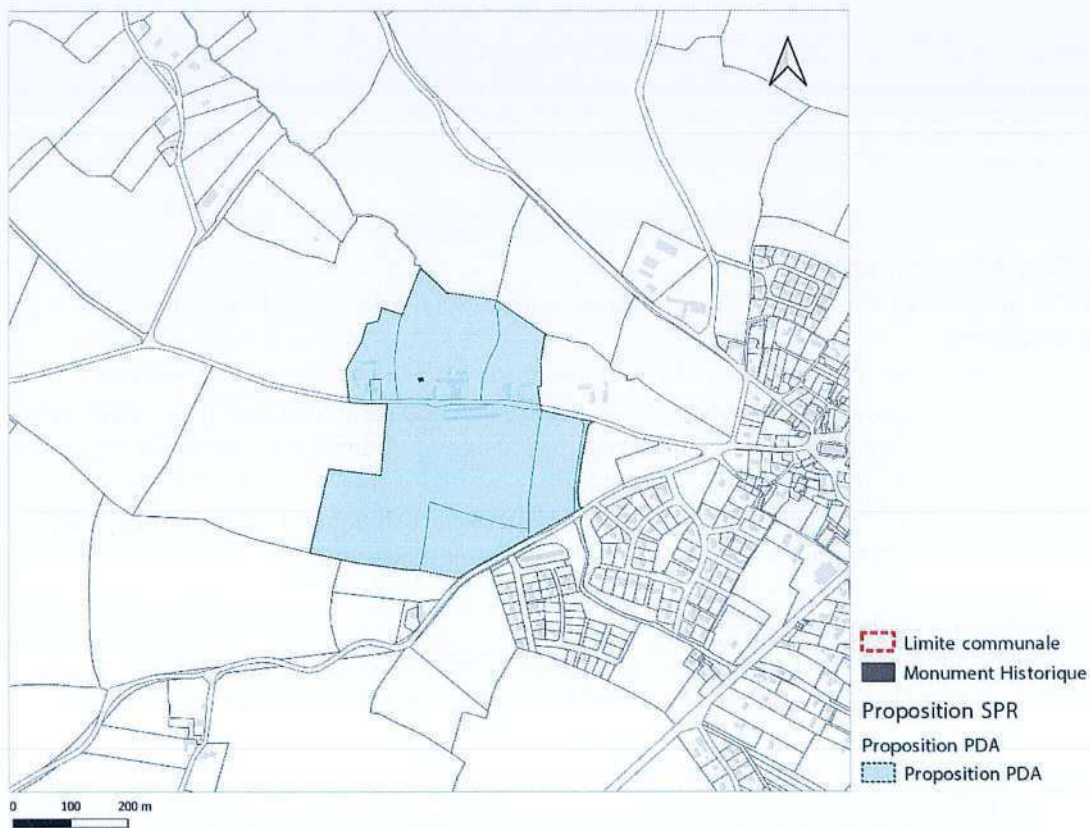 Limite communale
Monument Historique
Proposition SPR
Proposition PDA
Proposition PDA
0 100 200 m